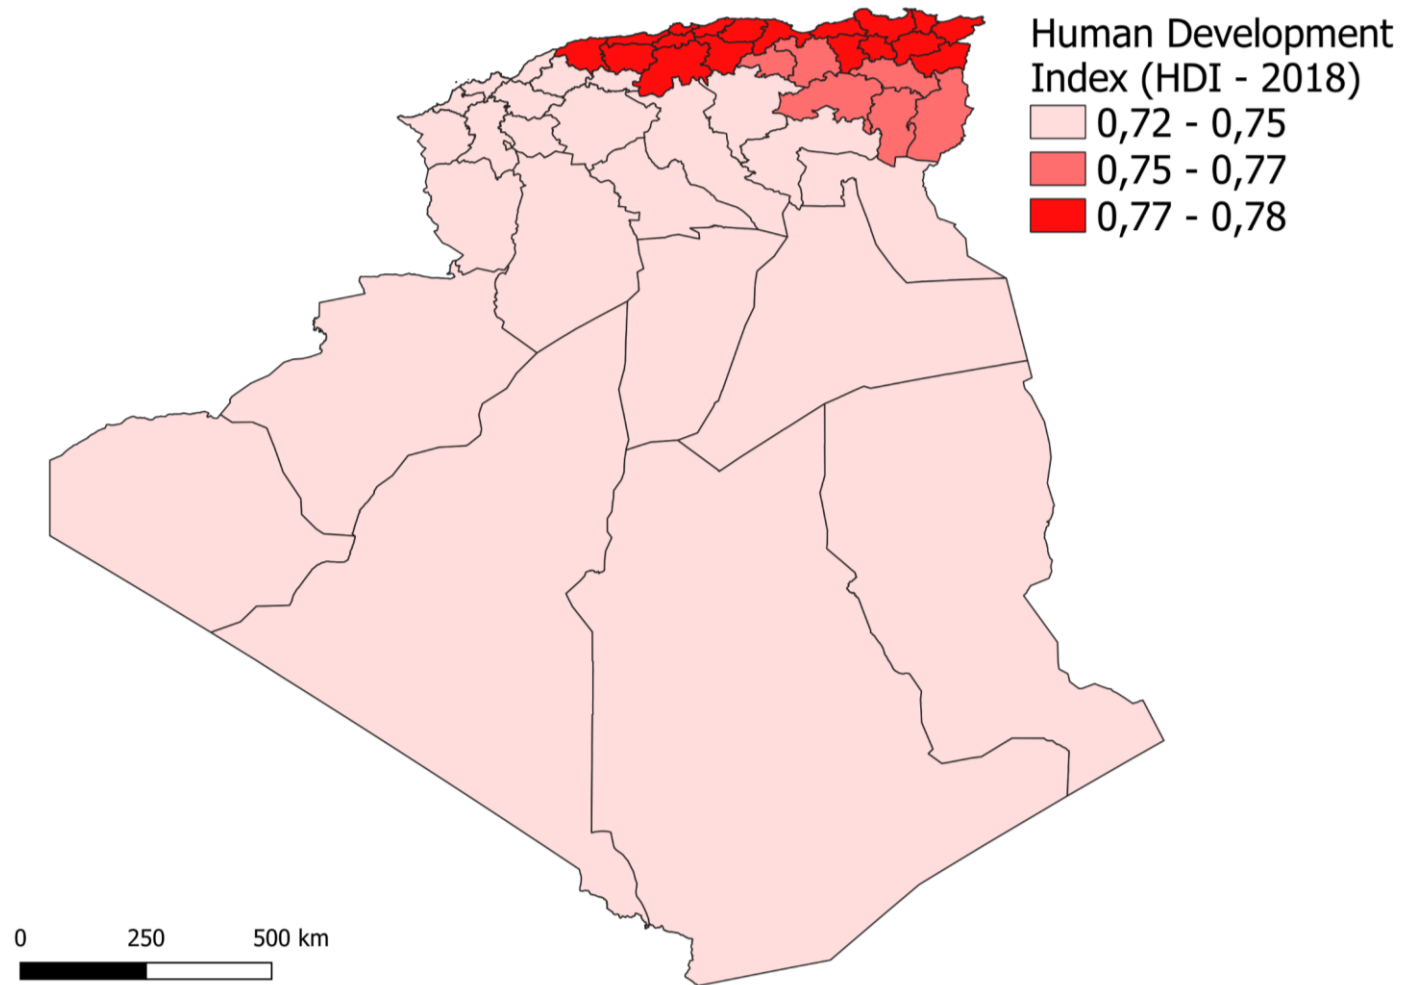 Human Development
Index (HDI - 2018)
0,72 - 0,75
0,75 - 0,77
0,77 - 0,78
0 250 500 km